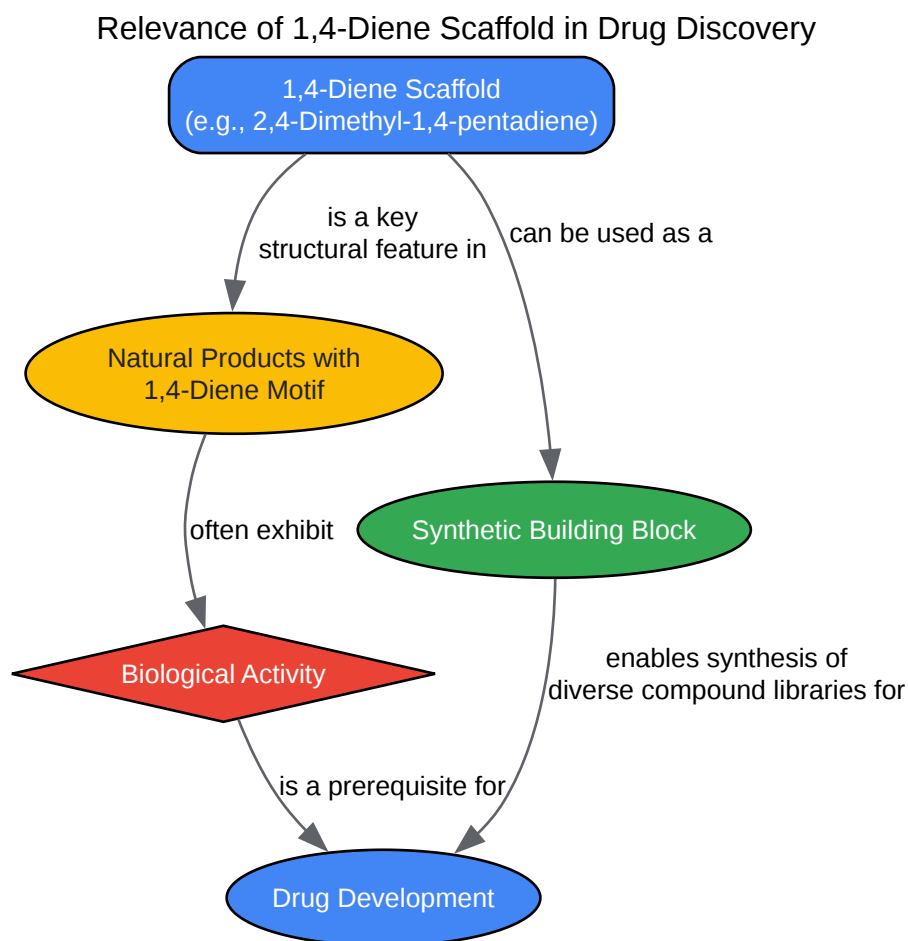 Relevance of 1,4-Diene Scaffold in Drug Discovery
1,4-Diene Scaffold
(e.g., 2,4-Dimethyl-1,4-pentadiene)
is a key
structural feature in
can be used as a
Natural Products with
1,4-Diene Motif
often exhibit
Synthetic Building Block
Biological Activity
enables synthesis of
diverse compound libraries for
is a prerequisite for
Drug Development